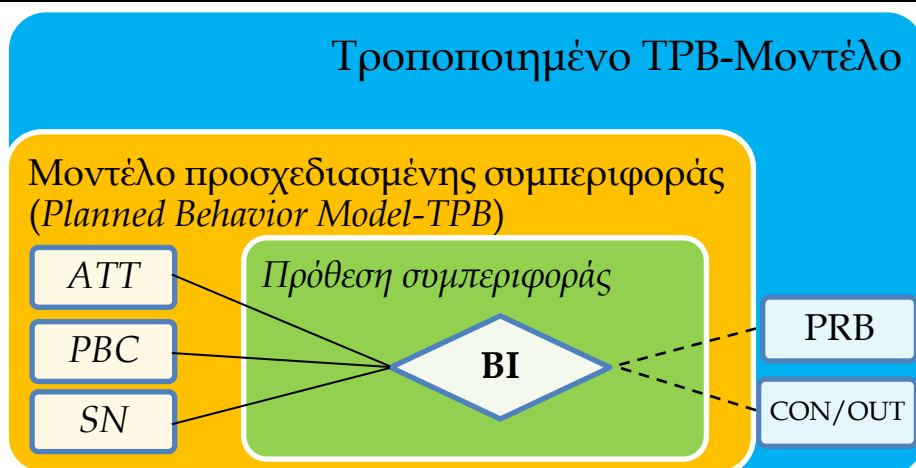 Τροποποιημένο TPB-Μοντέλο
Μοντέλο προσχεδιασμένης συμπεριφοράς
(Planned Behavior Model-TPB)
ATT
Πρόθεση συμπεριφοράς
PBC
BI
SN
PRB
CON/OUT